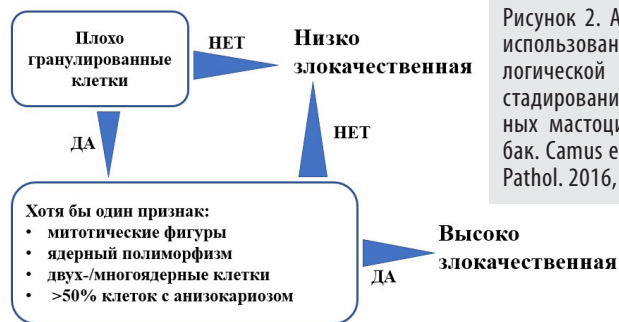 Плохо
гранулированные
клетки
НЕТ
Низко
злокачественная
ДА
НЕТ
Хотя бы один признак:
• митотические фигуры
• ядерный полиморфизм
• двух-/многоядерные клетки
• >50% клеток с анизокариозом
ДА
Высоко
злокачественная
Рисунок 2. А
использован
логической
стадировани
ных мастоци
бак. Camus e
Pathol. 2016,